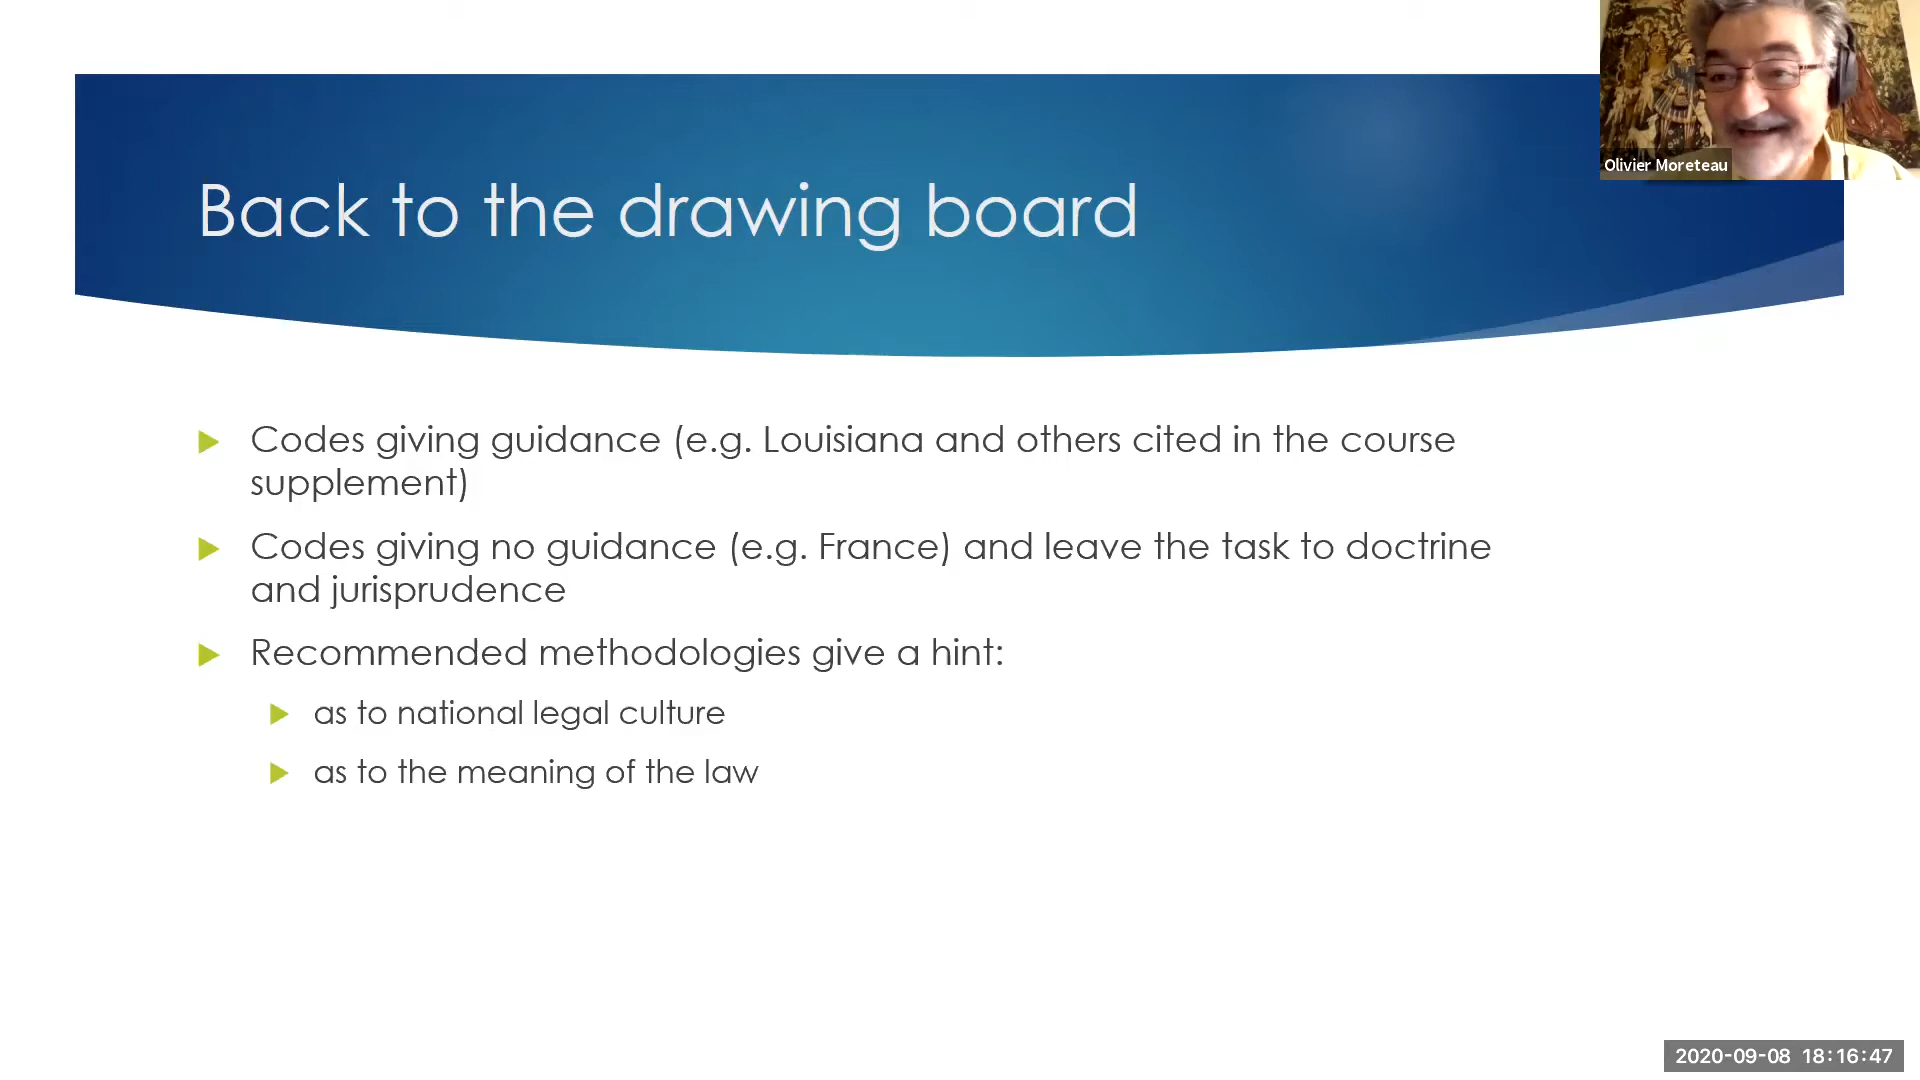 Olivier Moreteau
Back to the drawing board
Codes giving guidance (e.g. Louisiana and others cited in the course
supplement)
Codes giving no guidance (e.g. France) and leave the task to doctrine
and jurisprudence
Recommended methodologies give a hint:
as to national legal culture
as to the meaning of the law
2020-09-08 18:16:47